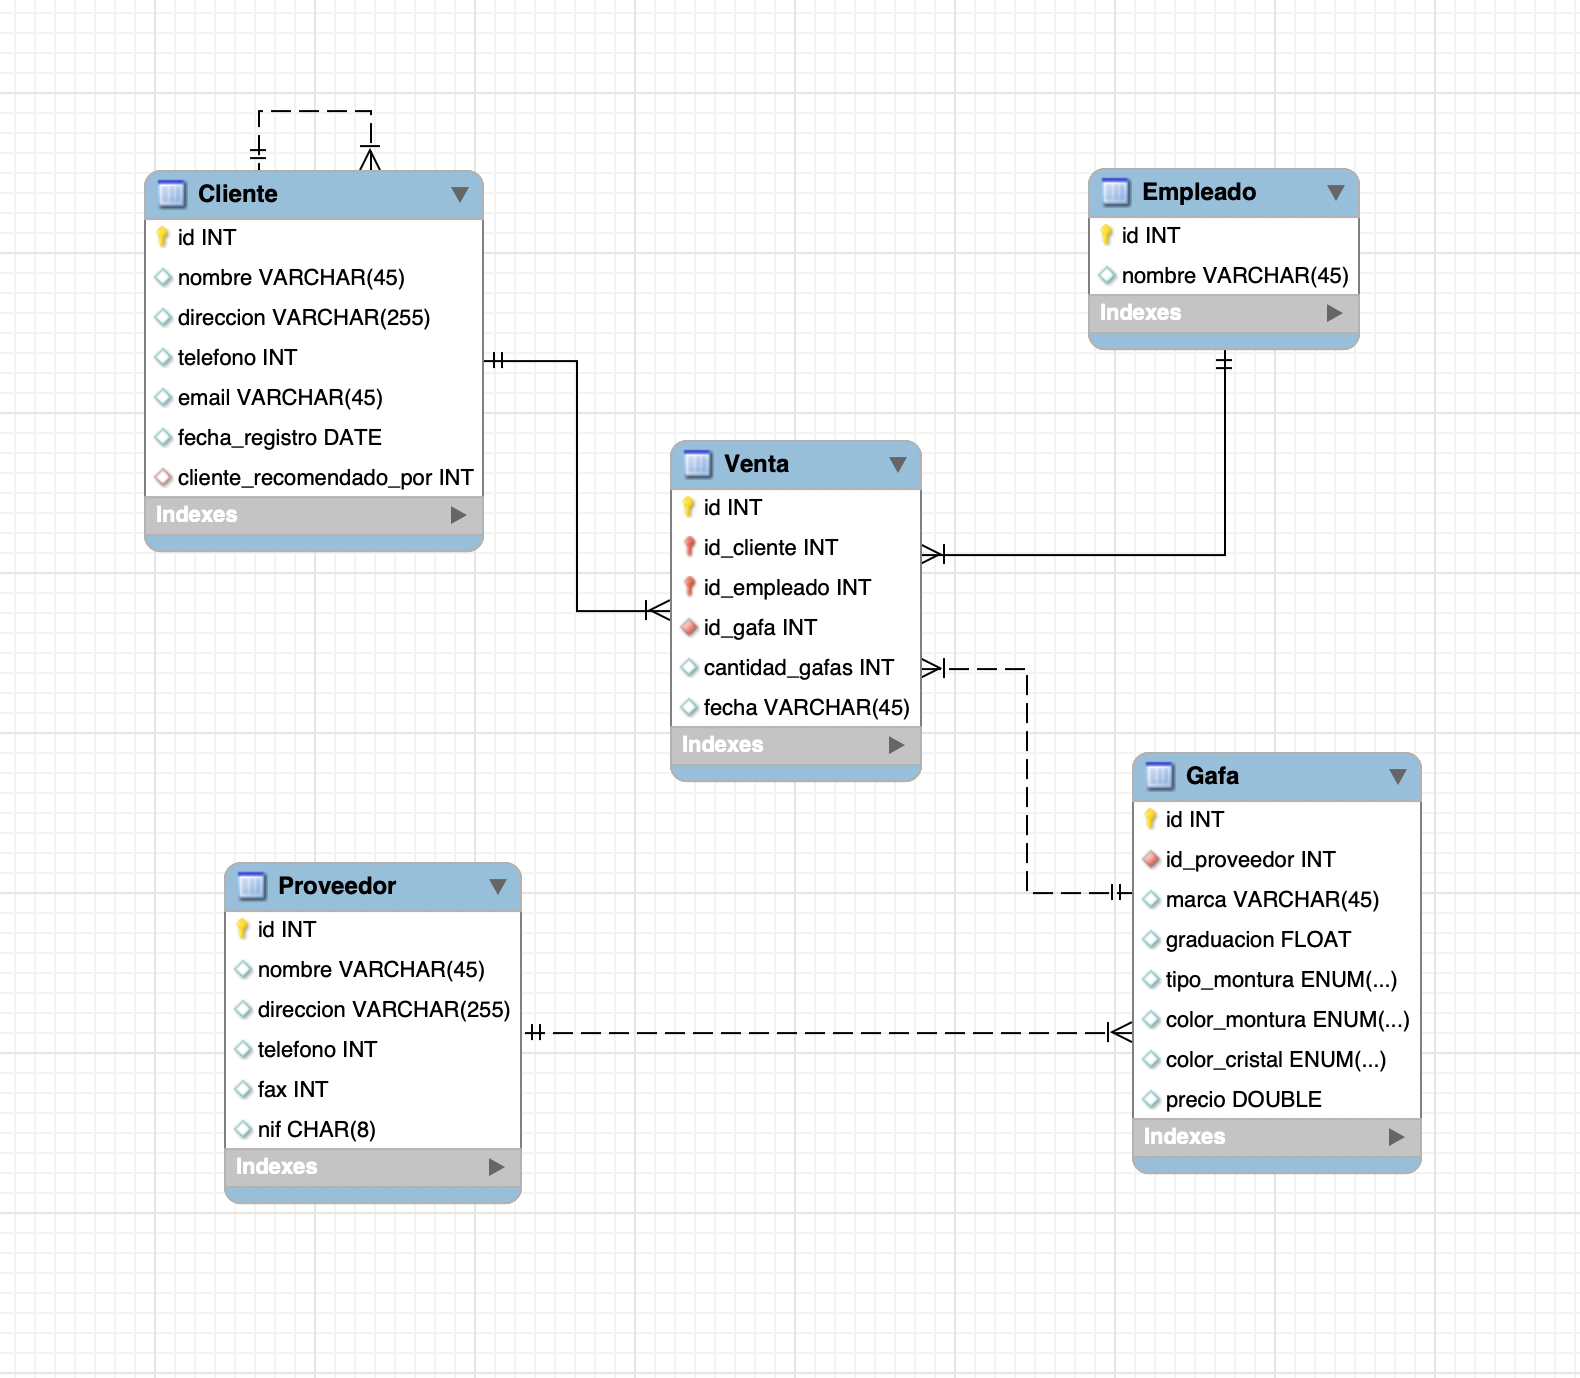 Cliente
id INT
nombre VARCHAR(45)
direccion VARCHAR(255)
telefono INT
email VARCHAR(45)
fecha_registro DATE
cliente_recomendado_por INT
Indexes
Empleado
id INT
nombre VARCHAR(45)
Indexes
Venta
id INT
id_cliente INT
id_empleado INT
id_gafa INT
cantidad_gafas INT
fecha VARCHAR(45)
Indexes
Gafa
id INT
id_proveedor INT
marca VARCHAR(45)
graduacion FLOAT
tipo_montura ENUM(...)
color_montura ENUM(...)
color_cristal ENUM(...)
precio DOUBLE
Indexes
Proveedor
id INT
nombre VARCHAR(45)
direccion VARCHAR(255)
telefono INT
fax INT
nif CHAR(8)
Indexes